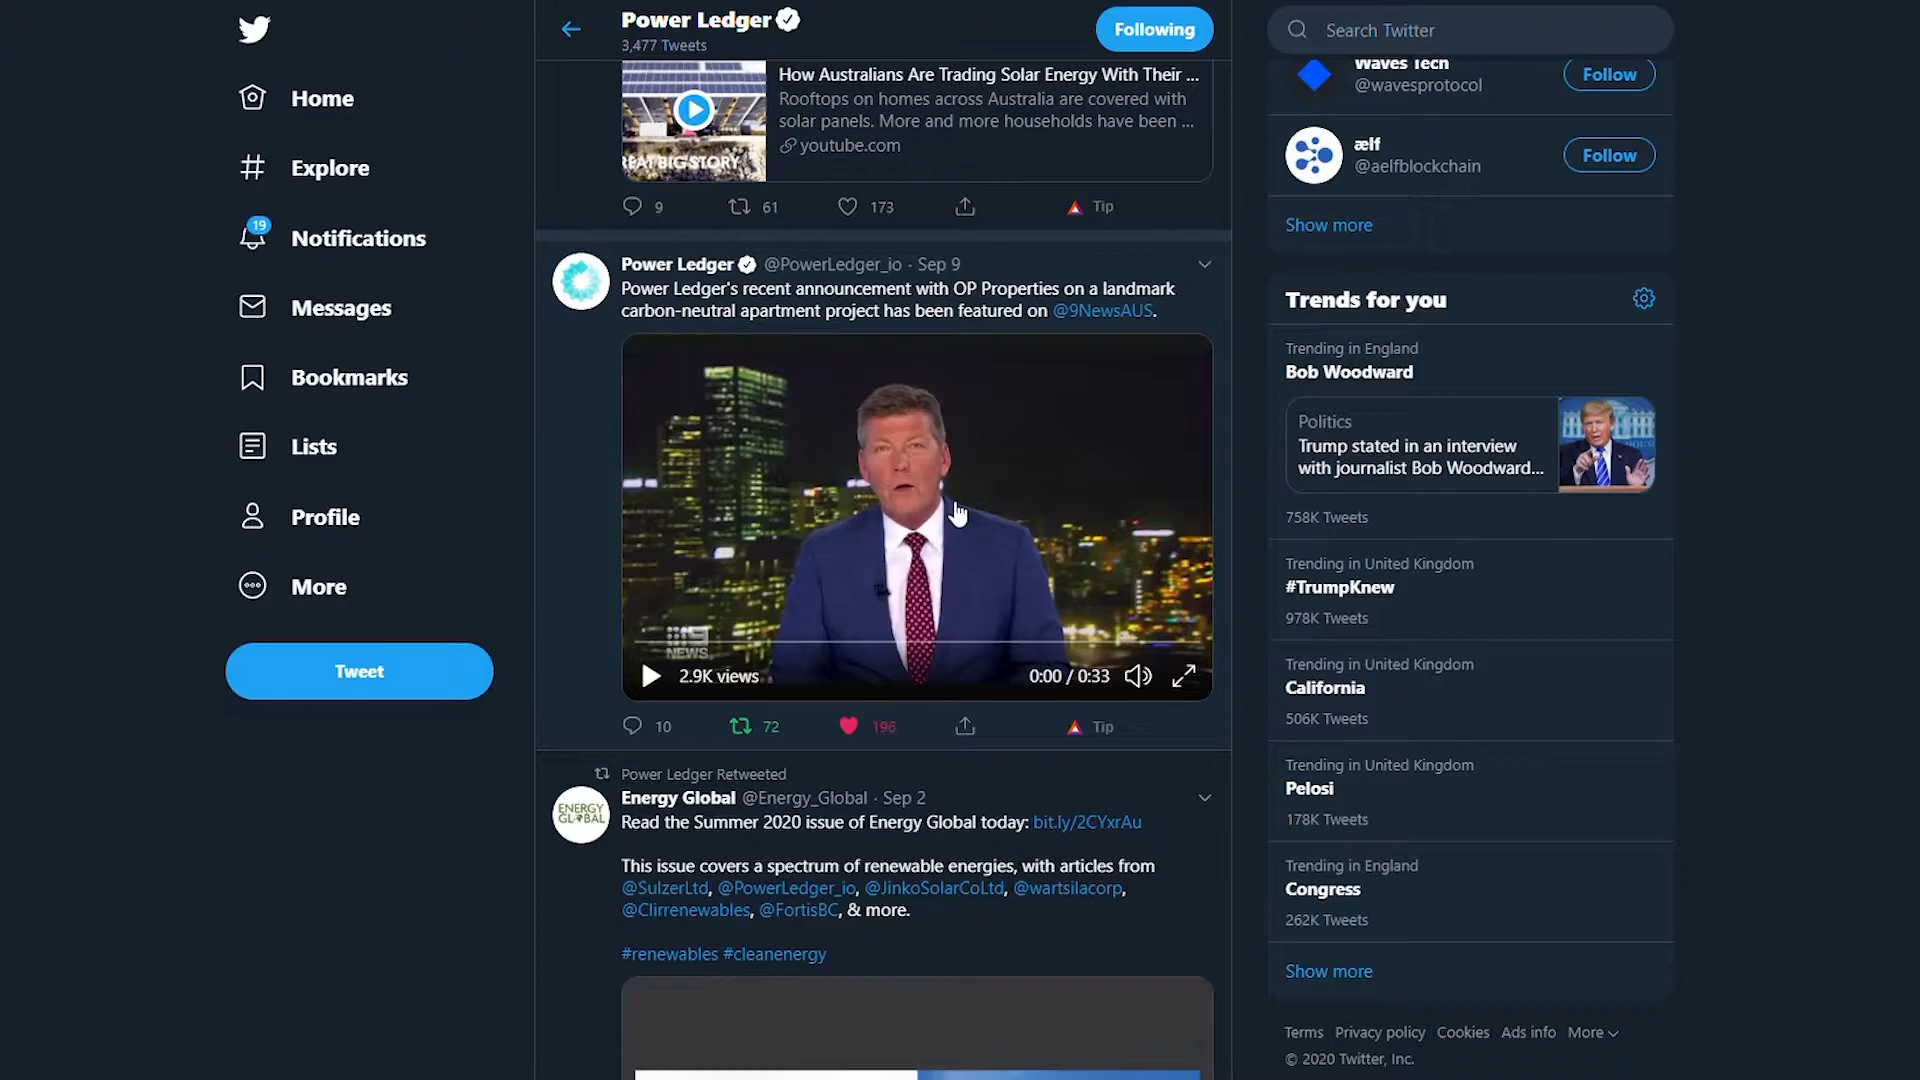 Home
Explore
19
Notifications
Messages
Bookmarks
Lists
Profile
More
Tweet
Power Ledger
3,477 Tweets
Following
How Australians Are Trading Solar Energy With Their ...
Rooftops on homes across Australia are covered with
solar panels. More and more households have been ...
youtube.com
REAT BIG STORY
9
61
173
Tip
Power Ledger @PowerLedger_io · Sep 9
Power Ledger's recent announcement with OP Properties on a landmark
carbon-neutral apartment project has been featured on @9NewsAUS.
9
NEWS
2.9K views
0:00 / 0:33
10
72
196
Tip
Power Ledger Retweeted
ENERGY
GLOBAL
Energy Global @Energy_Global · Sep 2
Read the Summer 2020 issue of Energy Global today: bit.ly/2CYxrAu
This issue covers a spectrum of renewable energies, with articles from
@SulzerLtd, @PowerLedger_io, @JinkoSolarCoLtd, @wartsilacorp,
@Clirrenewables, @FortisBC, & more.
#renewables #cleanenergy
Search Twitter
Waves Tech
@wavesprotocol
Follow
ælf
@aelfblockchain
Follow
Show more
Trends for you
Trending in England
Bob Woodward
Politics
Trump stated in an interview
with journalist Bob Woodward...
758K Tweets
Trending in United Kingdom
#TrumpKnew
978K Tweets
Trending in United Kingdom
California
506K Tweets
Trending in United Kingdom
Pelosi
178K Tweets
Trending in England
Congress
262K Tweets
Show more
Terms Privacy policy Cookies Ads info More
© 2020 Twitter, Inc.